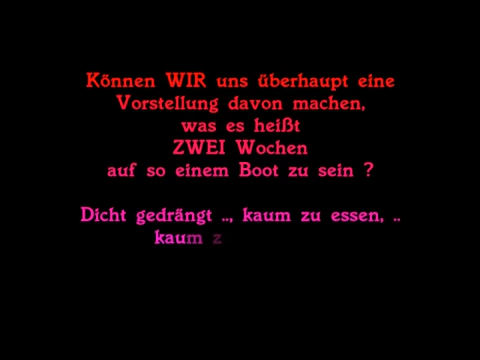 Können WIR uns überhaupt eine
Vorstellung davon machen,
was es heißt
ZWEI Wochen
auf so einem Boot zu sein ?
Dicht gedrängt .., kaum zu essen, ..
kaum z